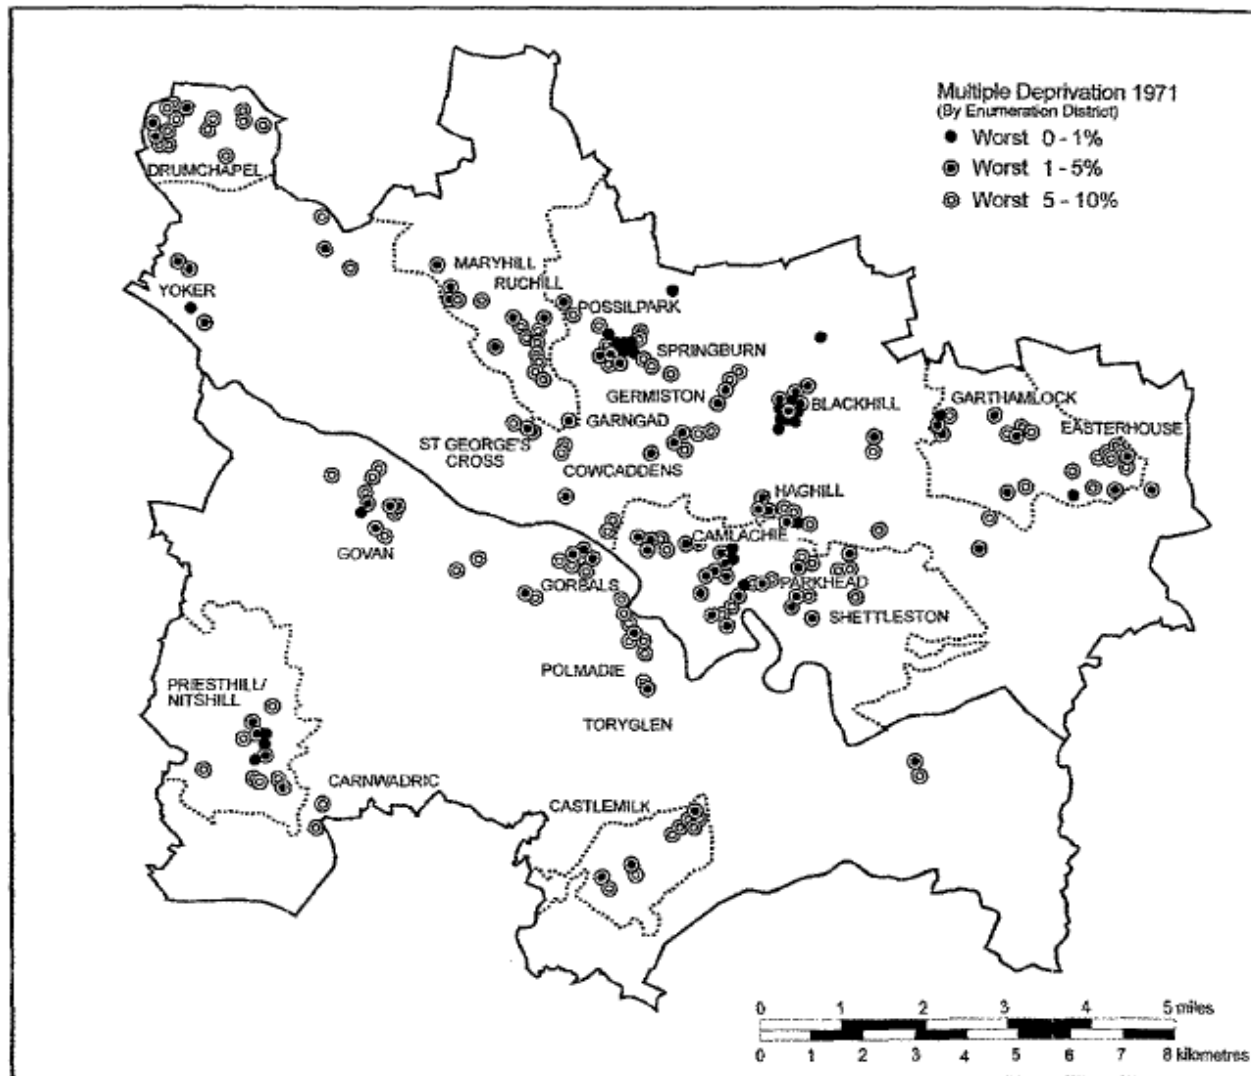 Multiple Deprivation 1971
(By Enumeration District)
Worst 0 - 1%
Worst 1 - 5%
Worst 5 - 10%
DRUMCHAPEL
YOKER
MARYHILL
RUCHILL
POSSILPARK
SPRINGBURN
GERMISTON
BLACKHILL
GARTHAMLOCK
EASTERHOUSE
GARNGAD
ST GEORGE'S
CROSS
COWCADDENS
HAGHILL
GOVAN
CAMLACHIE
GORBALS
PARKHEAD
SHETTLESTON
POLMADIE
PRIESTHILL/
NITSHILL
TORYGLEN
CARNWADRIC
CASTLEMILK
0 1 2 3 4 5 miles
0 1 2 3 4 5 6 7 8 kilometres